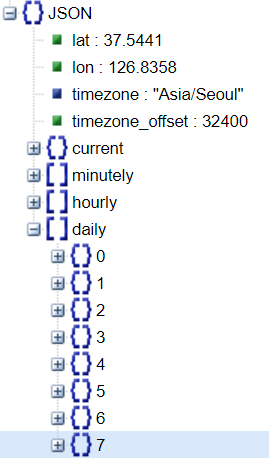 JSON
lat : 37.5441
lon : 126.8358
timezone : "Asia/Seoul"
timezone_offset : 32400
current
minutely
hourly
daily
0
1
2
3
4
5
6
7